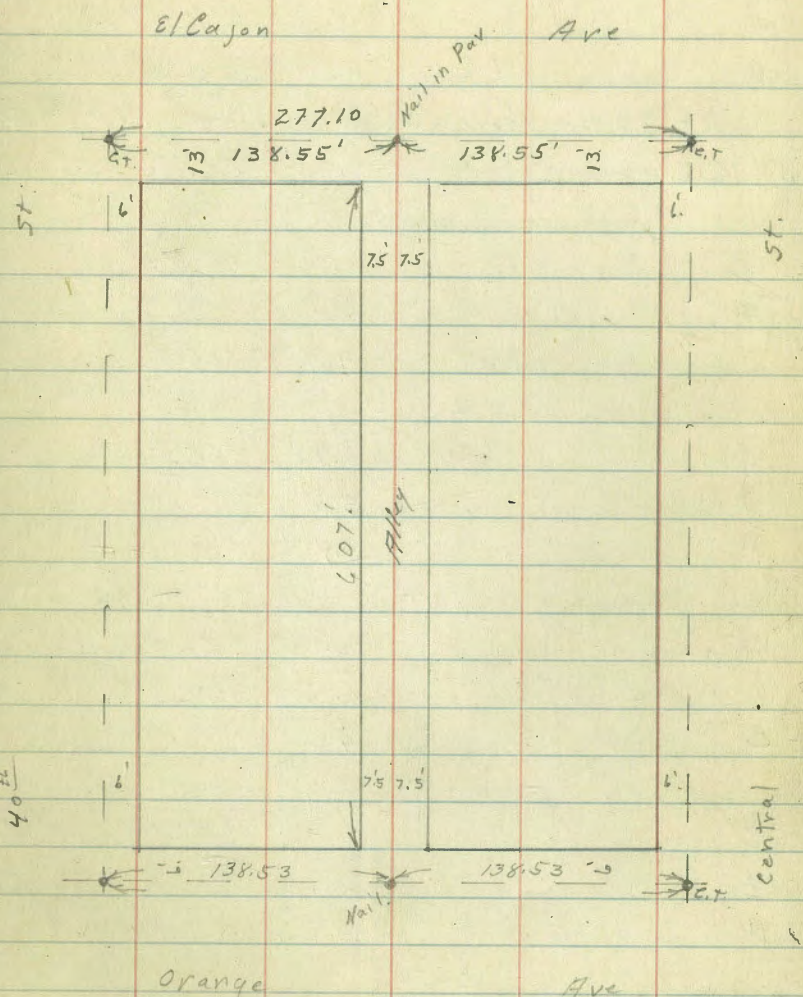 El Cajon Ave
Nail in Pav
277.10
13 138.55' 138.55' 13
C.T. C.T.
6' 6'
St. St.
7.5' 7.5'
607.'
Alley
7.5' 7.5'
6' 6'
40th
Central
138.53 138.53
Nail.
C.T.
Orange Ave